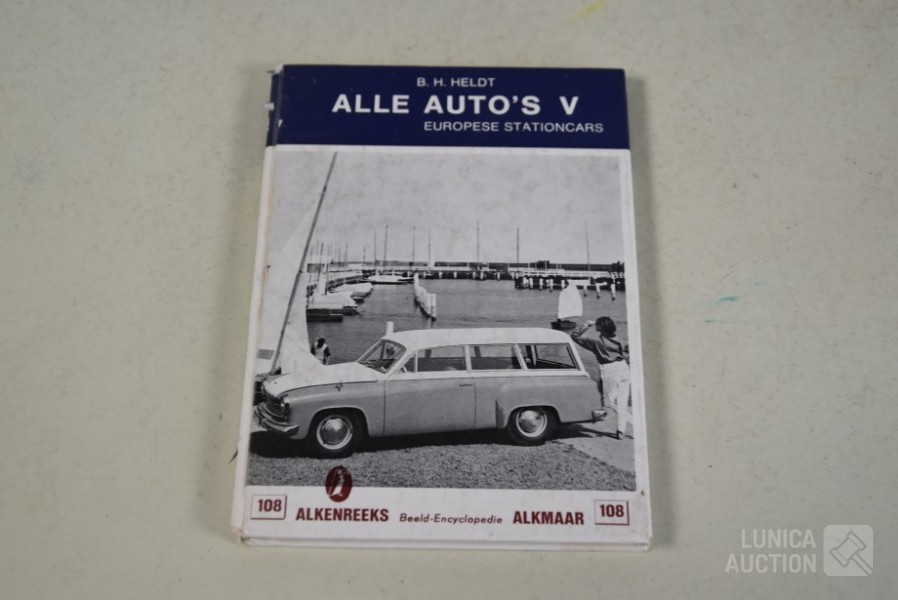 B. H. HELDT
ALLE AUTO'S V
EUROPESE STATIONCARS
108 ALKENREEKS Beeld-Encyclopedie ALKMAAR 108
LUNICA
AUCTION